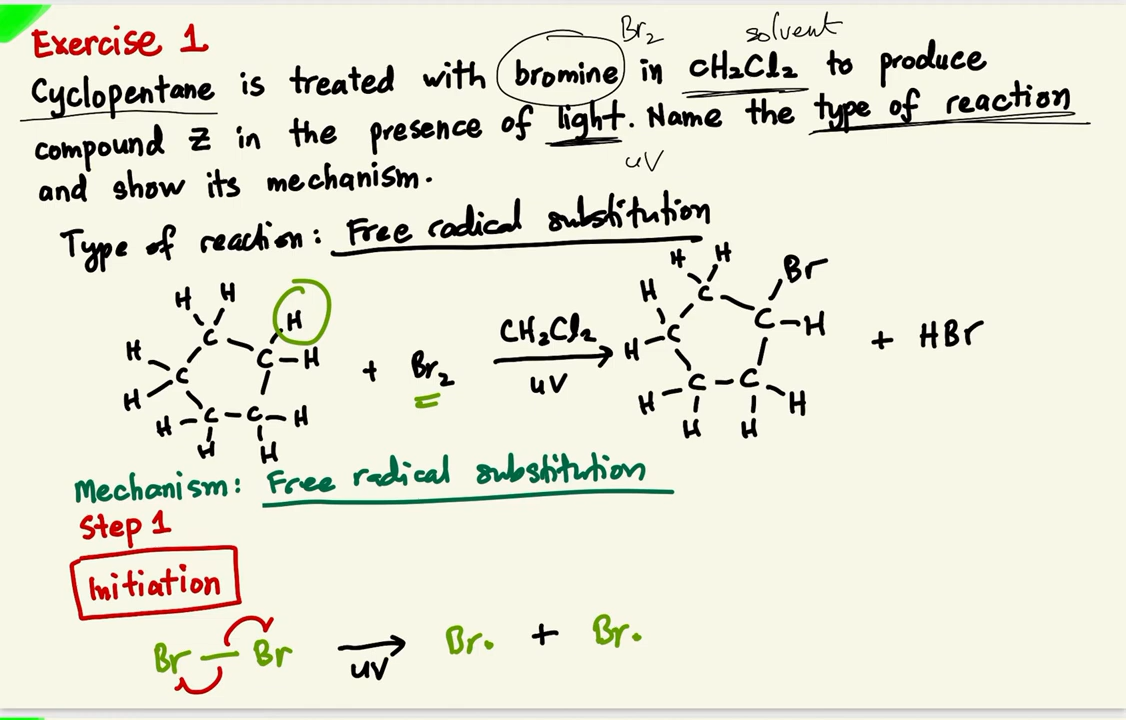 Exercise 1
Br₂ solvent
Cyclopentane is treated with bromine in CH₂Cl₂ to produce
compound Z in the presence of light. Name the type of reaction
uV
and show its mechanism.
Type of reaction: Free radical substitution
H H H H Br
H H C C-H
H C C-H + Br₂ CH₂Cl₂ H C + HBr
H C uV
H-C-C-H H-C-C-H
H H H H
Mechanism: Free radical substitution
Step 1
Initiation
Br-Br uV Br. + Br.